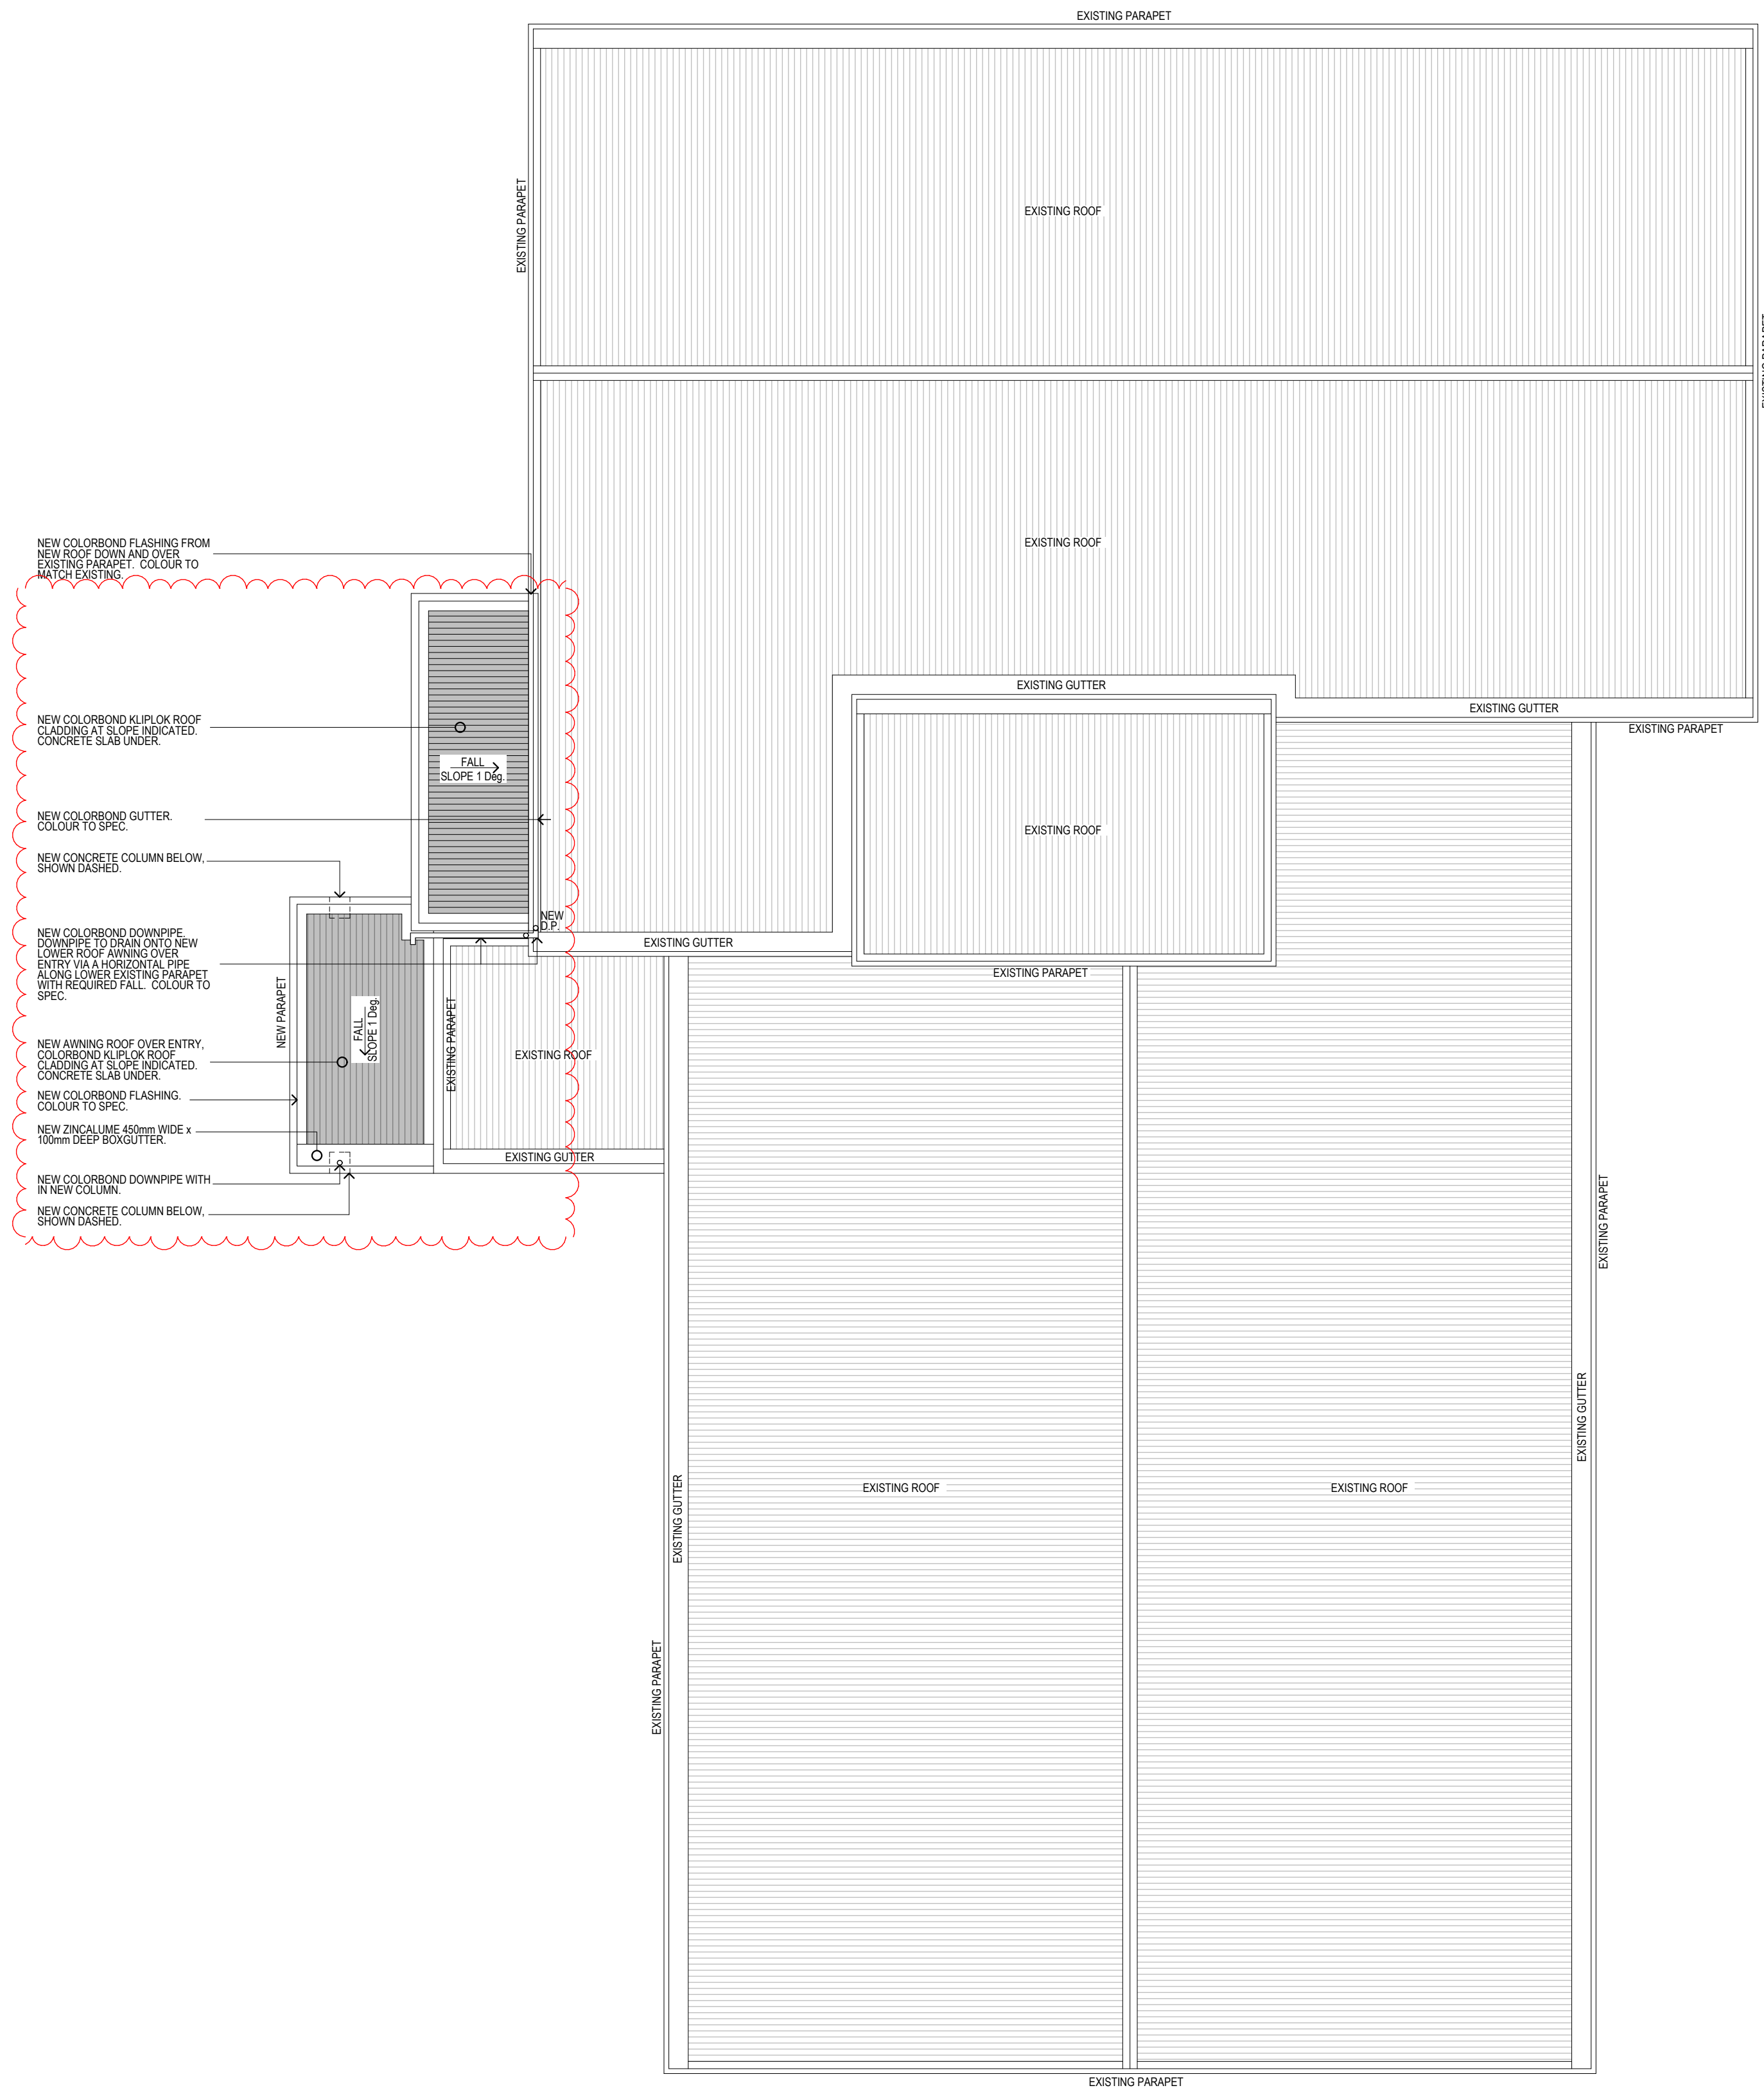 EXISTING PARAPET
EXISTING PARAPET
EXISTING ROOF
EXISTING PARAPET
NEW COLORBOND FLASHING FROM
NEW ROOF DOWN AND OVER
EXISTING PARAPET. COLOUR TO
MATCH EXISTING.
EXISTING ROOF
EXISTING GUTTER
EXISTING GUTTER
EXISTING PARAPET
NEW COLORBOND KLIPLOK ROOF
CLADDING AT SLOPE INDICATED.
CONCRETE SLAB UNDER.
FALL
SLOPE 1 Deg.
NEW COLORBOND GUTTER.
COLOUR TO SPEC.
EXISTING ROOF
NEW CONCRETE COLUMN BELOW,
SHOWN DASHED.
NEW
D.P.
NEW COLORBOND DOWNPIPE.
DOWNPIPE TO DRAIN ONTO NEW
LOWER ROOF AWNING OVER
ENTRY VIA A HORIZONTAL PIPE
ALONG LOWER EXISTING PARAPET
WITH REQUIRED FALL. COLOUR TO
SPEC.
EXISTING GUTTER
EXISTING PARAPET
NEW PARAPET
FALL
SLOPE 1 Deg.
EXISTING PARAPET
EXISTING ROOF
NEW AWNING ROOF OVER ENTRY,
COLORBOND KLIPLOK ROOF
CLADDING AT SLOPE INDICATED.
CONCRETE SLAB UNDER.
NEW COLORBOND FLASHING.
COLOUR TO SPEC.
NEW ZINCALUME 450mm WIDE x
100mm DEEP BOXGUTTER.
EXISTING GUTTER
NEW COLORBOND DOWNPIPE WITH
IN NEW COLUMN.
NEW CONCRETE COLUMN BELOW,
SHOWN DASHED.
EXISTING PARAPET
EXISTING GUTTER
EXISTING GUTTER
EXISTING ROOF
EXISTING ROOF
EXISTING PARAPET
EXISTING PARAPET